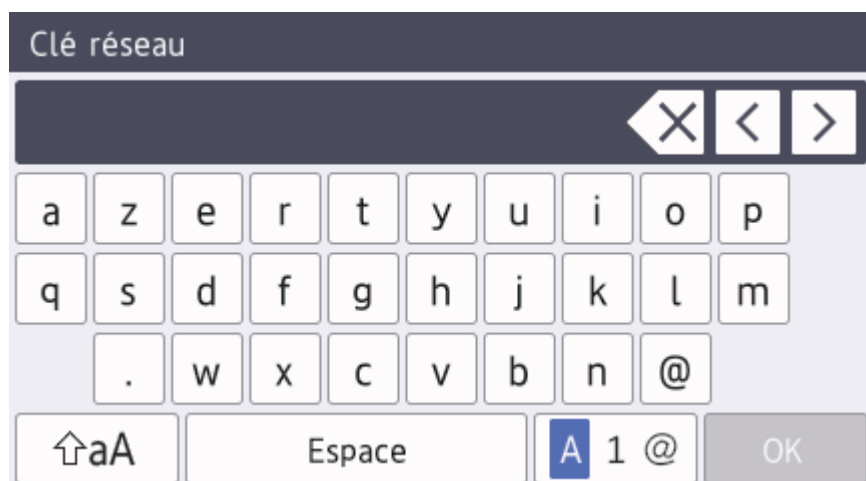 Clé réseau
a z e r t y u i o p
q s d f g h j k l m
. w x c v b n @
aA Espace A 1 @ OK